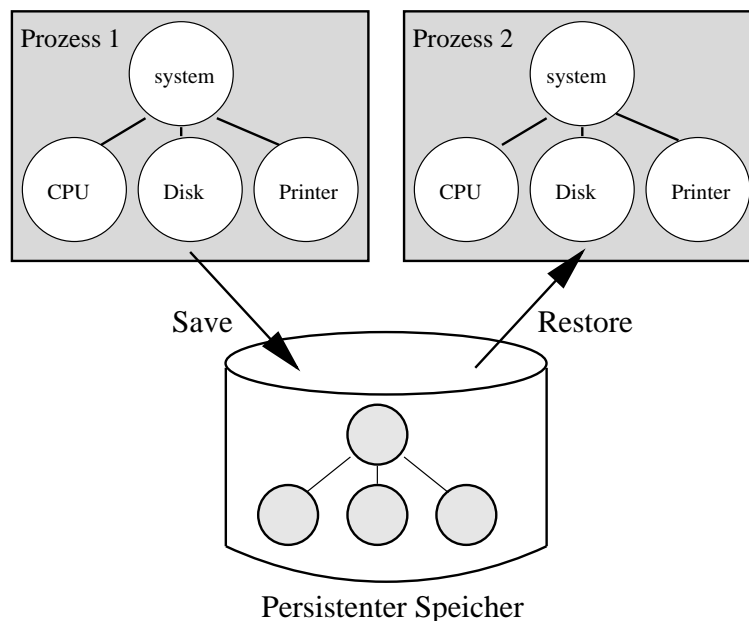 Prozess 1
system
CPU
Disk
Printer
Prozess 2
system
CPU
Disk
Printer
Save
Restore
Persistenter Speicher